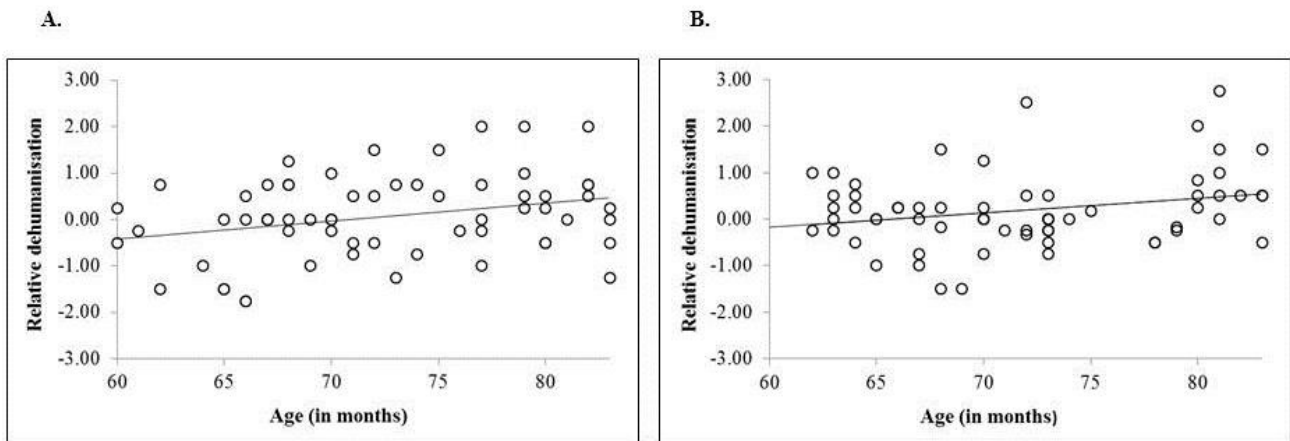 A.
B.
3.00
2.00
1.00
0.00
-1.00
-2.00
-3.00
60 65 70 75 80
Relative dehumanisation
Age (in months)
3.00
2.00
1.00
0.00
-1.00
-2.00
-3.00
60 65 70 75 80
Relative dehumanisation
Age (in months)